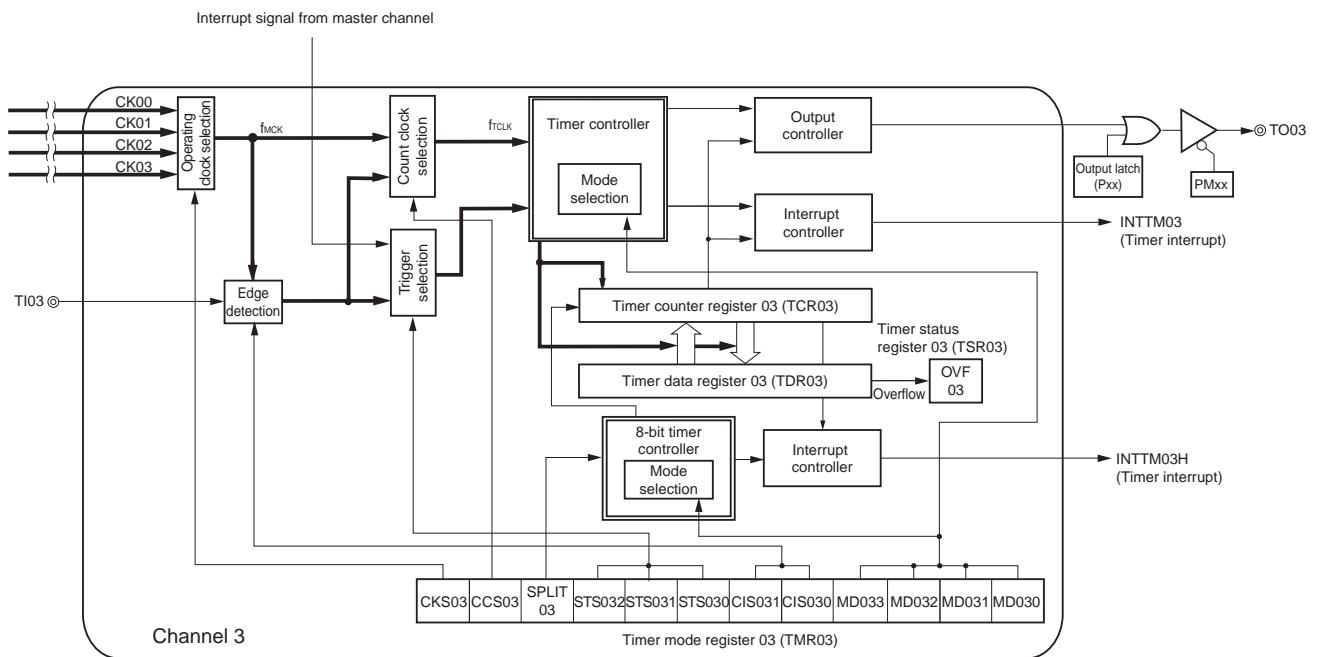 Interrupt signal from master channel
CK00
CK01
CK02
CK03
Operating
clock selection
fMCK
Count clock
selection
fTCLK
Timer controller
Mode
selection
Output
controller
Output latch
(Pxx)
PMxx
TO03
Interrupt
controller
INTTM03
(Timer interrupt)
Trigger
selection
TI03
Edge
detection
Timer counter register 03 (TCR03)
Timer status
register 03 (TSR03)
Timer data register 03 (TDR03)
Overflow
OVF
03
8-bit timer
controller
Mode
selection
Interrupt
controller
INTTM03H
(Timer interrupt)
CKS03 CCS03 SPLIT 03 STS032 STS031 STS030 CIS031 CIS030 MD033 MD032 MD031 MD030
Channel 3
Timer mode register 03 (TMR03)